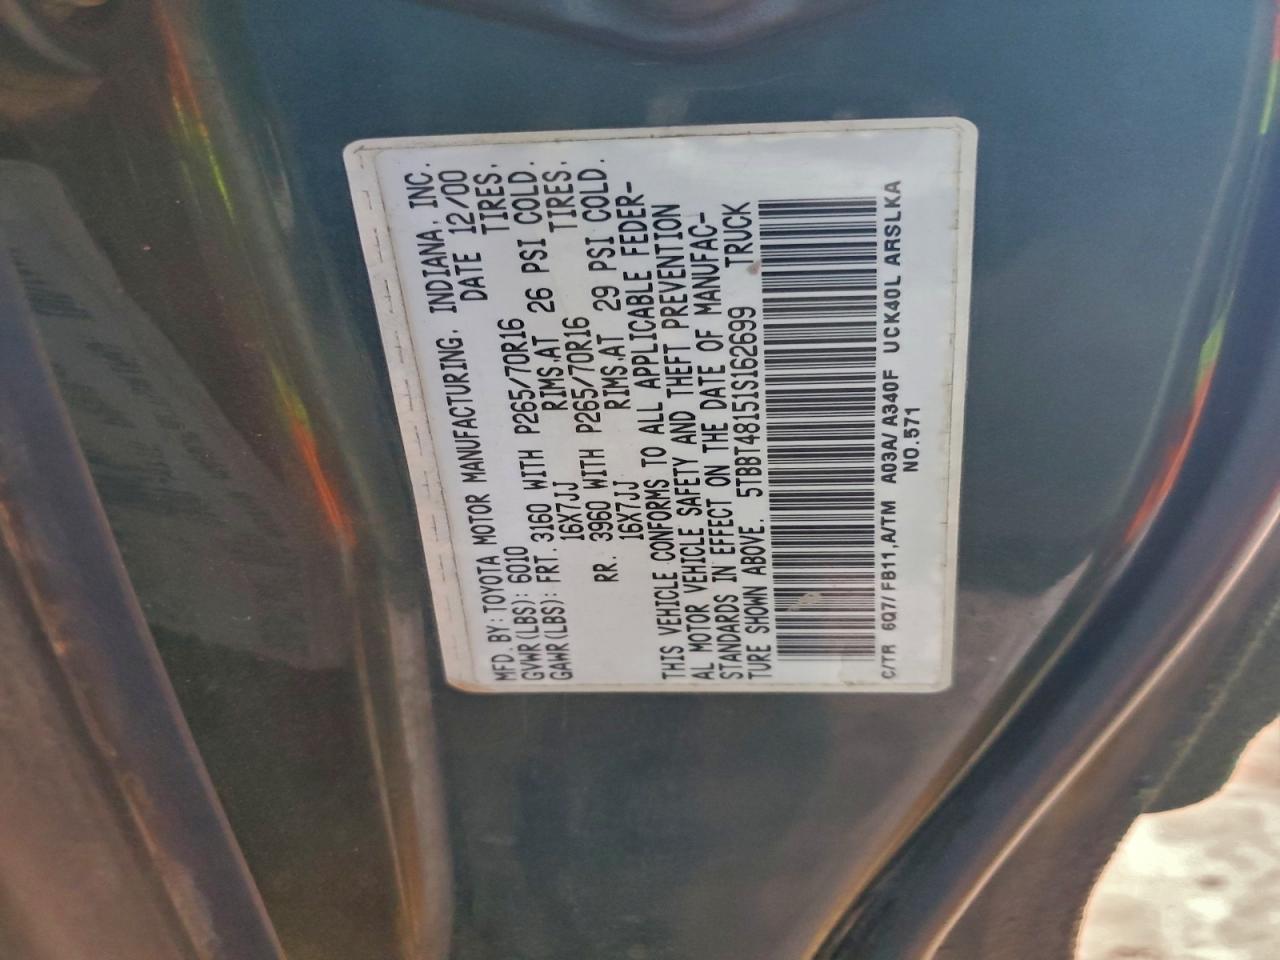 MFD. BY: TOYOTA MOTOR MANUFACTURING, INDIANA, INC.
GVWR(LBS): 6010 DATE 12/00
GAWR(LBS): FRT. 3160 WITH P265/70R16 TIRES,
16X7JJ RIMS,AT 26 PSI COLD.
RR. 3960 WITH P265/70R16 TIRES,
16X7JJ RIMS,AT 29 PSI COLD.
THIS VEHICLE CONFORMS TO ALL APPLICABLE FEDER-
AL MOTOR VEHICLE SAFETY AND THEFT PREVENTION
STANDARDS IN EFFECT ON THE DATE OF MANUFAC-
TURE SHOWN ABOVE. 5TBBT48151S162699 TRUCK
C/TR 6Q7/ FB11,A/TM A03A/ A340F UCK40L ARSLKA
NO.571